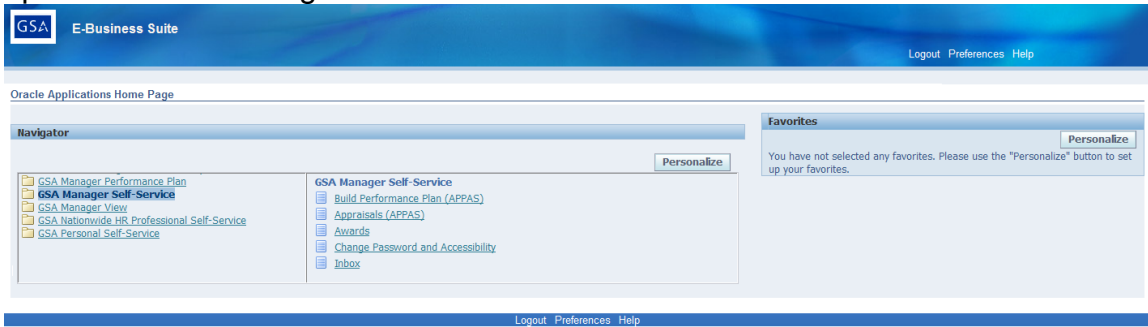 GSA E-Business Suite
Logout Preferences Help
Oracle Applications Home Page
Navigator
Personalize
GSA Manager Performance Plan
GSA Manager Self-Service
GSA Manager View
GSA Nationwide HR Professional Self-Service
GSA Personal Self-Service
GSA Manager Self-Service
Build Performance Plan (APPAS)
Appraisals (APPAS)
Awards
Change Password and Accessibility
Inbox
Favorites
Personalize
You have not selected any favorites. Please use the "Personalize" button to set
up your favorites.
Logout Preferences Help